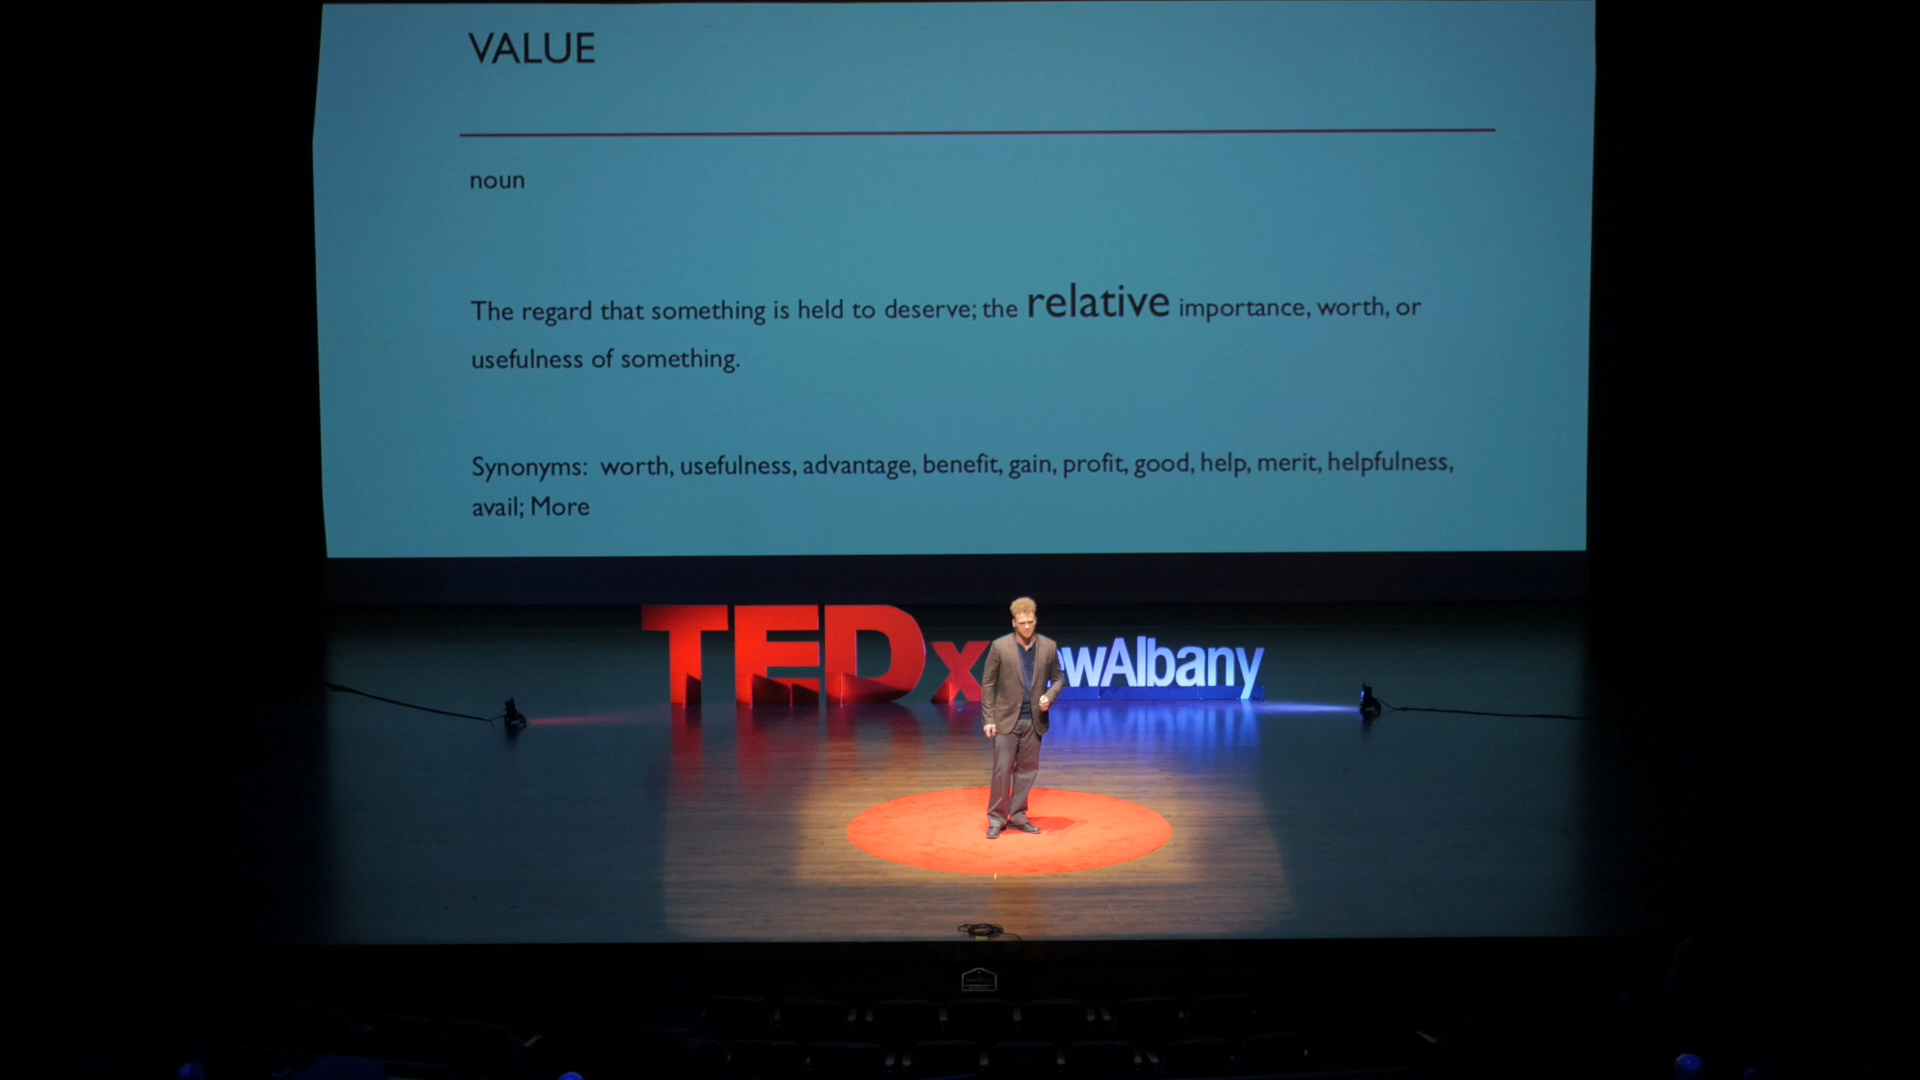 VALUE
noun
The regard that something is held to deserve; the relative importance, worth, or
usefulness of something.
Synonyms: worth, usefulness, advantage, benefit, gain, profit, good, help, merit, helpfulness,
avail; More
TEDx ewAlbany